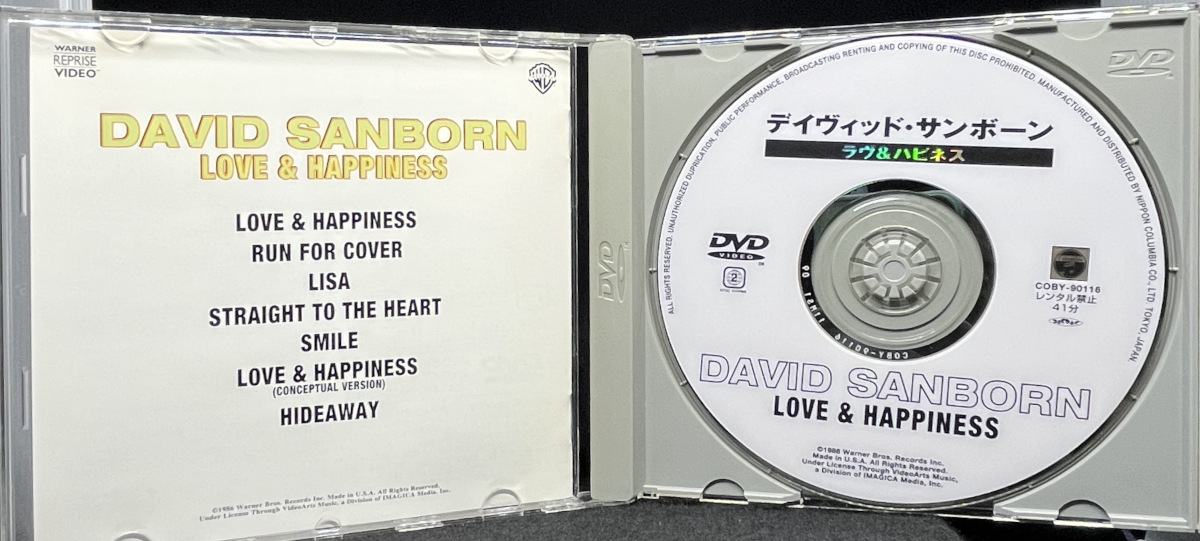 WARNER
REPRISE
VIDEO
DAVID SANBORN
LOVE & HAPPINESS
LOVE & HAPPINESS
RUN FOR COVER
LISA
STRAIGHT TO THE HEART
SMILE
LOVE & HAPPINESS
(CONCEPTUAL VERSION)
HIDEAWAY
©1986 Warner Bros. Records Inc. Made in U.S.A. All Rights Reserved.
Under License Through VideoArts Music, a Division of IMAGICA Media, Inc.
DVD
DVD
ALL RIGHTS RESERVED. UNAUTHORIZED DUPRICATION, PUBLIC PERFORMANCE, BROADCASTING RENTING AND COPYING OF THIS DISC PROHIBITED. MANUFACTURED AND DISTRIBUTED BY NIPPON COLUMBIA CO., LTD. TOKYO, JAPAN.
デイヴィッド・サンボーン
ラヴ&ハピネス
DVD
VIDEO
2
COBY-90116
レンタル禁止
41分
COBY-90116
DAVID SANBORN
LOVE & HAPPINESS
©1986 Warner Bros. Records Inc.
Made in U.S.A. All Rights Reserved.
Under License Through VideoArts Music,
a Division of IMAGICA Media, Inc.